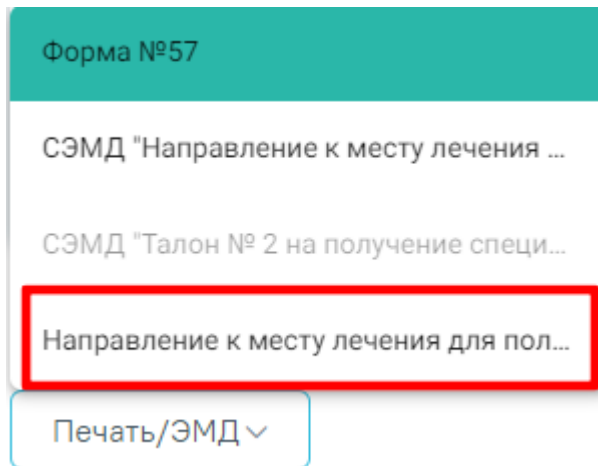 Форма №57
СЭМД "Направление к месту лечения ...
СЭМД "Талон № 2 на получение специ...
Направление к месту лечения для пол...
Печать/ЭМД